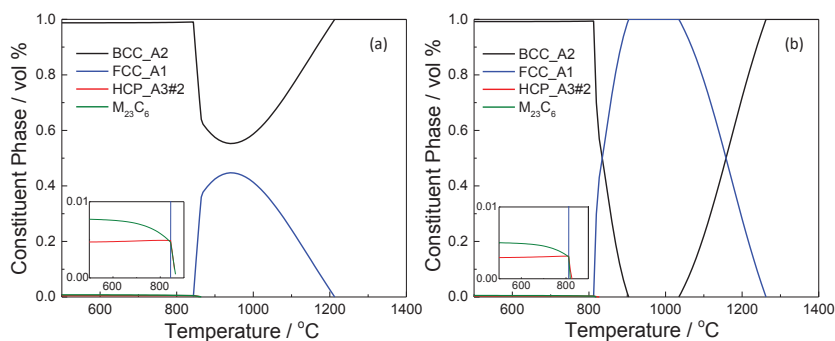 1.0
0.8
0.6
0.4
0.2
0.0
Constituent Phase / vol %
(a)
BCC_A2
FCC_A1
HCP_A3#2
M23C6
0.01
0.00
600 800
600 800 1000 1200 1400
Temperature / °C
1.0
0.8
0.6
0.4
0.2
0.0
Constituent Phase / vol %
(b)
BCC_A2
FCC_A1
HCP_A3#2
M23C6
0.01
0.00
600 800
600 800 1000 1200 1400
Temperature / °C